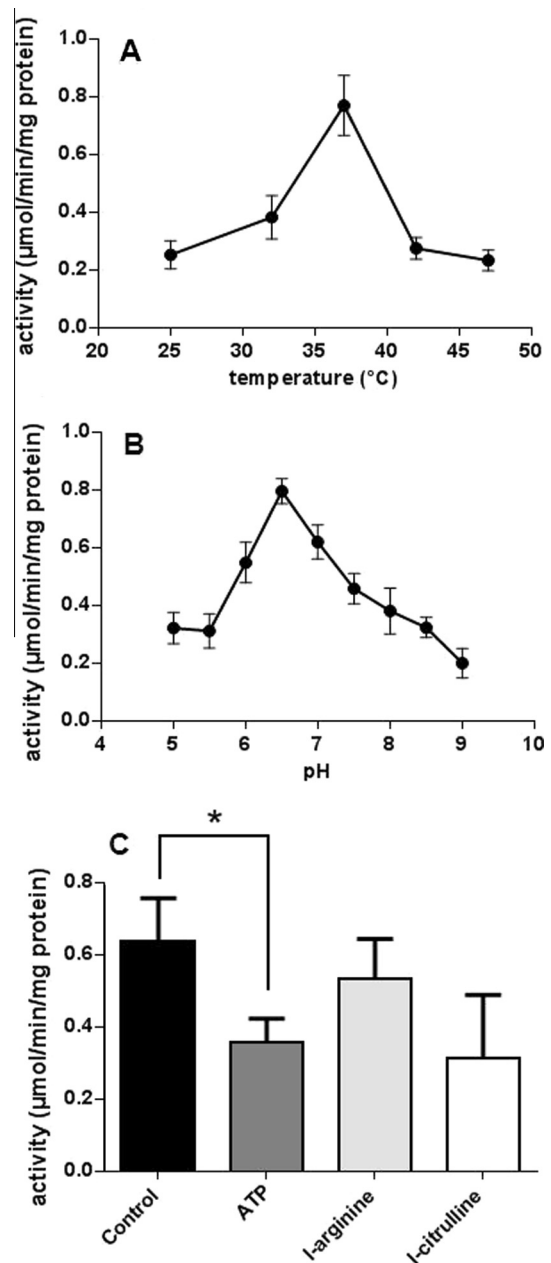 A
activity (µmol/min/mg protein)
1.0
0.8
0.6
0.4
0.2
0.0
20 25 30 35 40 45 50
temperature (°C)
B
activity (µmol/min/mg protein)
1.0
0.8
0.6
0.4
0.2
0.0
4 5 6 7 8 9 10
pH
C
*
activity (µmol/min/mg protein)
0.8
0.6
0.4
0.2
0.0
Control
ATP
l-arginine
l-citrulline